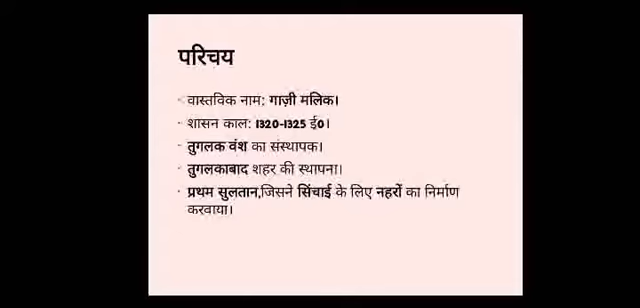 परिचय
वास्तविक नाम: गाज़ी मलिक।
शासन काल: 1320-1325 ई0।
तुगलक वंश का संस्थापक।
तुगलकाबाद शहर की स्थापना।
प्रथम सुलतान,जिसने सिंचाई के लिए नहरों का निर्माण
करवाया।